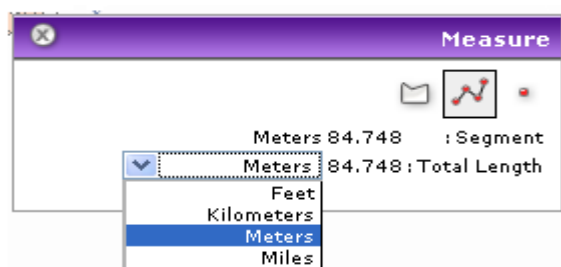 Measure
Meters 84.748 : Segment
Meters 84.748 : Total Length
Feet
Kilometers
Meters
Miles